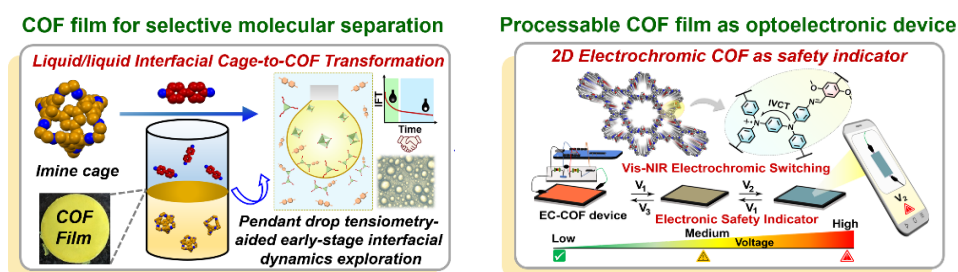 COF film for selective molecular separation
Liquid/liquid Interfacial Cage-to-COF Transformation
Imine cage
COF
Film
IFT
Time
Pendant drop tensiometry-
aided early-stage interfacial
dynamics exploration
Processable COF film as optoelectronic device
2D Electrochromic COF as safety indicator
IVCT
N
N
N
O
O
Vis-NIR Electrochromic Switching
EC-COF device
V1
V3
V2
V1
V2
Electronic Safety Indicator
Low
Medium
High
Voltage